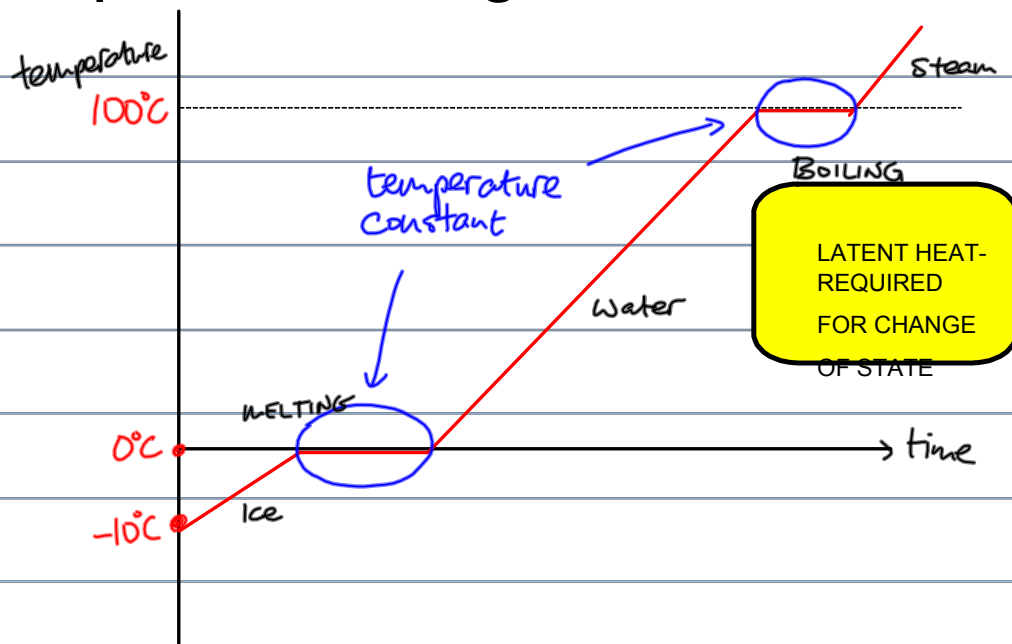 temperature
100°C
Steam
BOILING
temperature
constant
LATENT HEAT-
REQUIRED
FOR CHANGE
OF STATE
Water
MELTING
0°C
time
Ice
-10°C